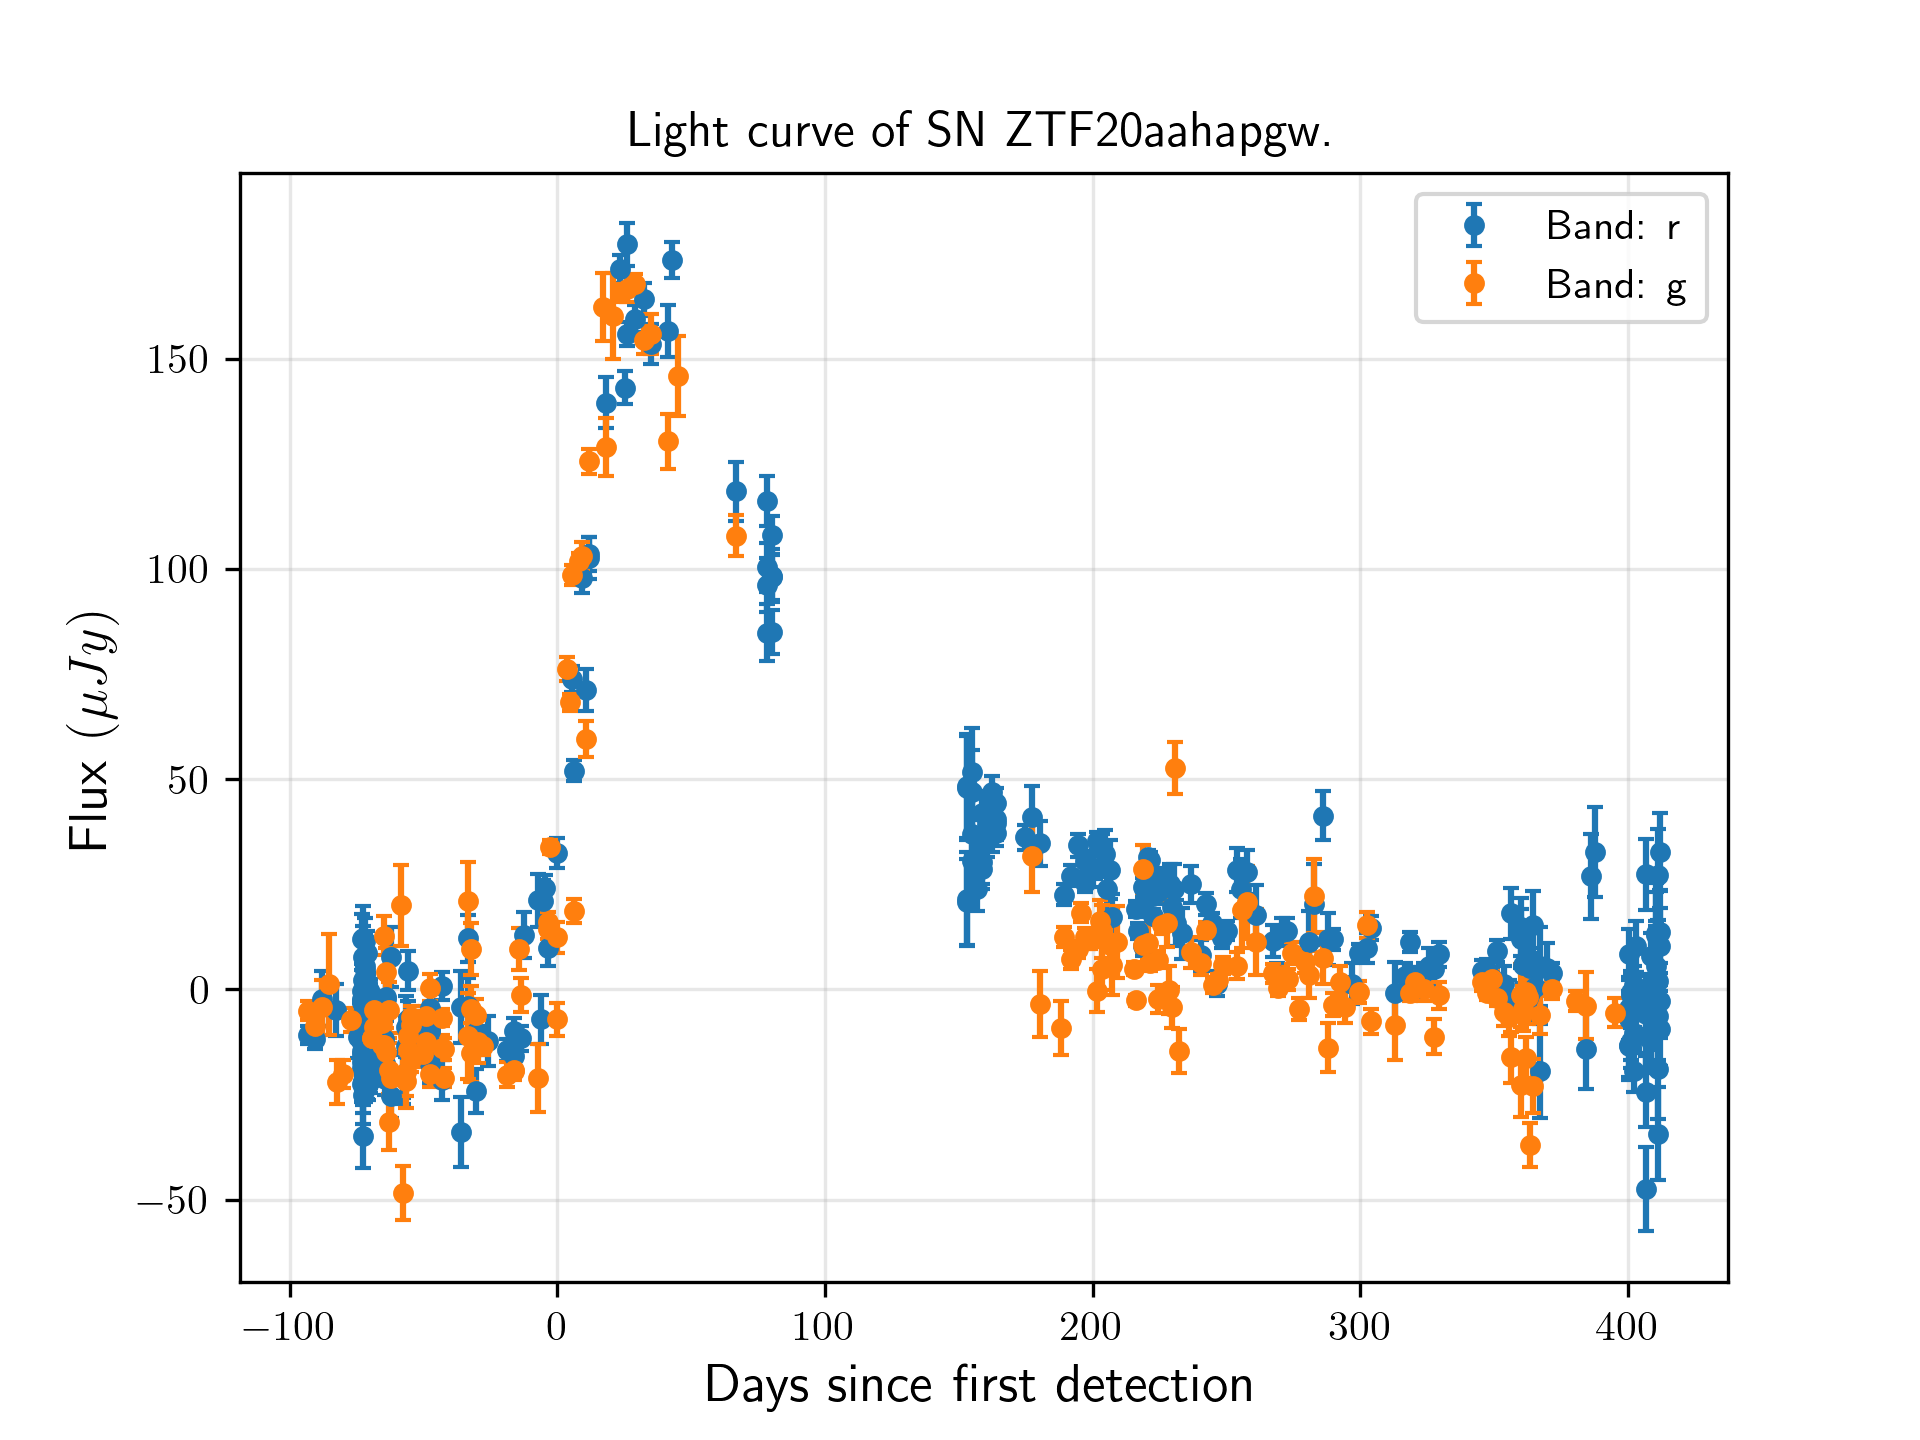 Light curve of SN ZTF20aahapgw.
Band: r
Band: g
150
100
50
0
−50
Flux (μJy)
−100 0 100 200 300 400
Days since first detection